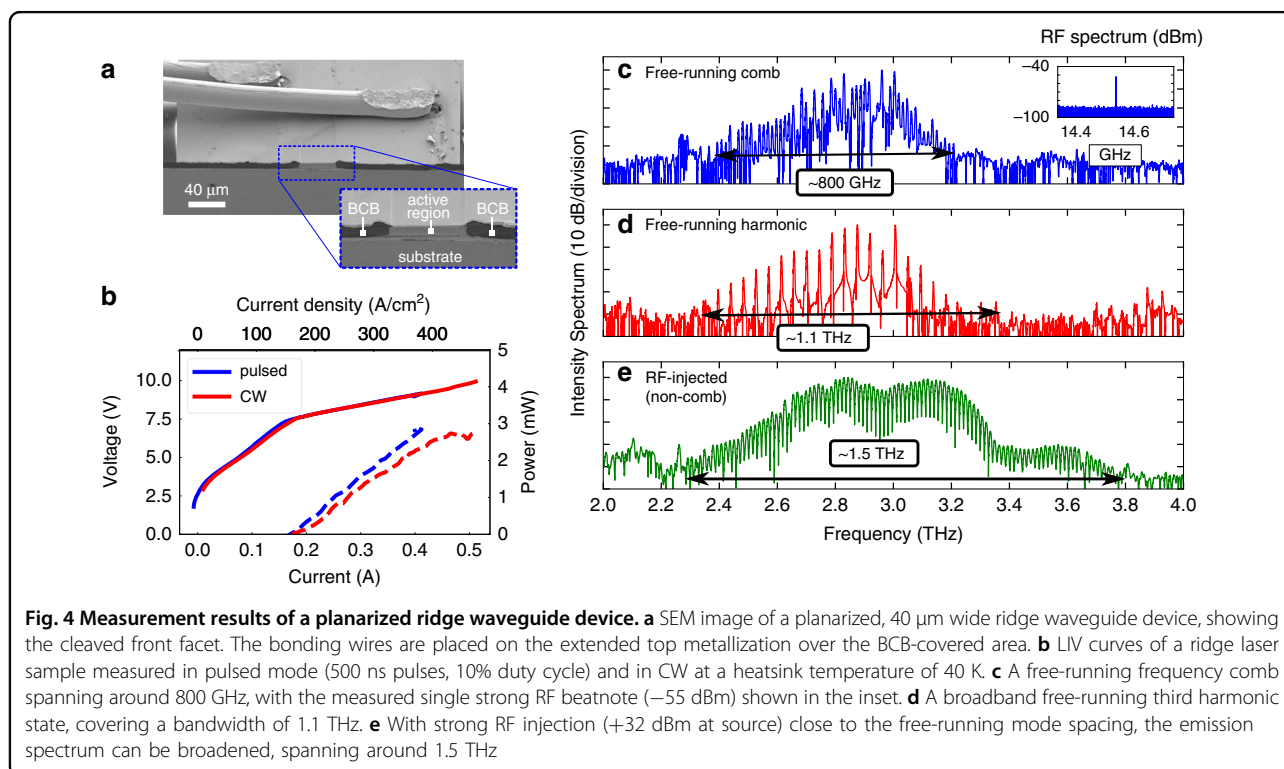 a
40 µm
BCB
active
region
BCB
substrate
b
Current density (A/cm²)
0 100 200 300 400
pulsed
CW
Voltage (V)
10.0
7.5
5.0
2.5
0.0
5
4
3
2
1
0
Power (mW)
0.0 0.1 0.2 0.3 0.4 0.5
Current (A)
RF spectrum (dBm)
c Free-running comb
−40
−100
14.4 14.6
GHz
~800 GHz
d Free-running harmonic
~1.1 THz
Intensity Spectrum (10 dB/division)
e RF-injected
(non-comb)
~1.5 THz
2.0 2.2 2.4 2.6 2.8 3.0 3.2 3.4 3.6 3.8 4.0
Frequency (THz)
Fig. 4 Measurement results of a planarized ridge waveguide device. a SEM image of a planarized, 40 µm wide ridge waveguide device, showing
the cleaved front facet. The bonding wires are placed on the extended top metallization over the BCB-covered area. b LIV curves of a ridge laser
sample measured in pulsed mode (500 ns pulses, 10% duty cycle) and in CW at a heatsink temperature of 40 K. c A free-running frequency comb
spanning around 800 GHz, with the measured single strong RF beatnote (−55 dBm) shown in the inset. d A broadband free-running third harmonic
state, covering a bandwidth of 1.1 THz. e With strong RF injection (+32 dBm at source) close to the free-running mode spacing, the emission
spectrum can be broadened, spanning around 1.5 THz